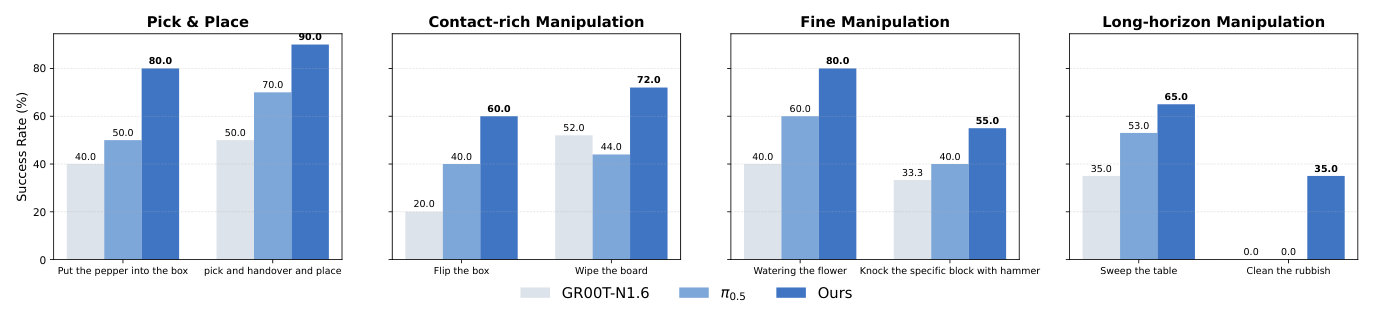 Pick & Place
Contact-rich Manipulation
Fine Manipulation
Long-horizon Manipulation
Success Rate (%)
80
60
40
20
0
40.0
50.0
80.0
50.0
70.0
90.0
20.0
40.0
60.0
52.0
44.0
72.0
40.0
60.0
80.0
33.3
40.0
55.0
35.0
53.0
65.0
0.0
0.0
35.0
Put the pepper into the box
pick and handover and place
Flip the box
Wipe the board
Watering the flower
Knock the specific block with hammer
Sweep the table
Clean the rubbish
GR00T-N1.6
π0.5
Ours